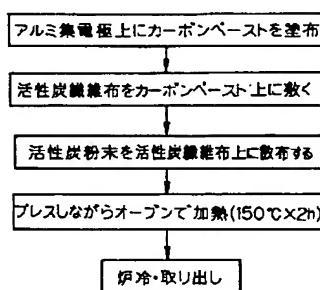 アルミ集電極上にカーボンペーストを塗布
活性炭繊維布をカーボンペースト上に敷く
活性炭粉末を活性炭繊維布上に散布する
プレスしながらオーブンで加熱(150℃×2h)
炉冷・取り出し